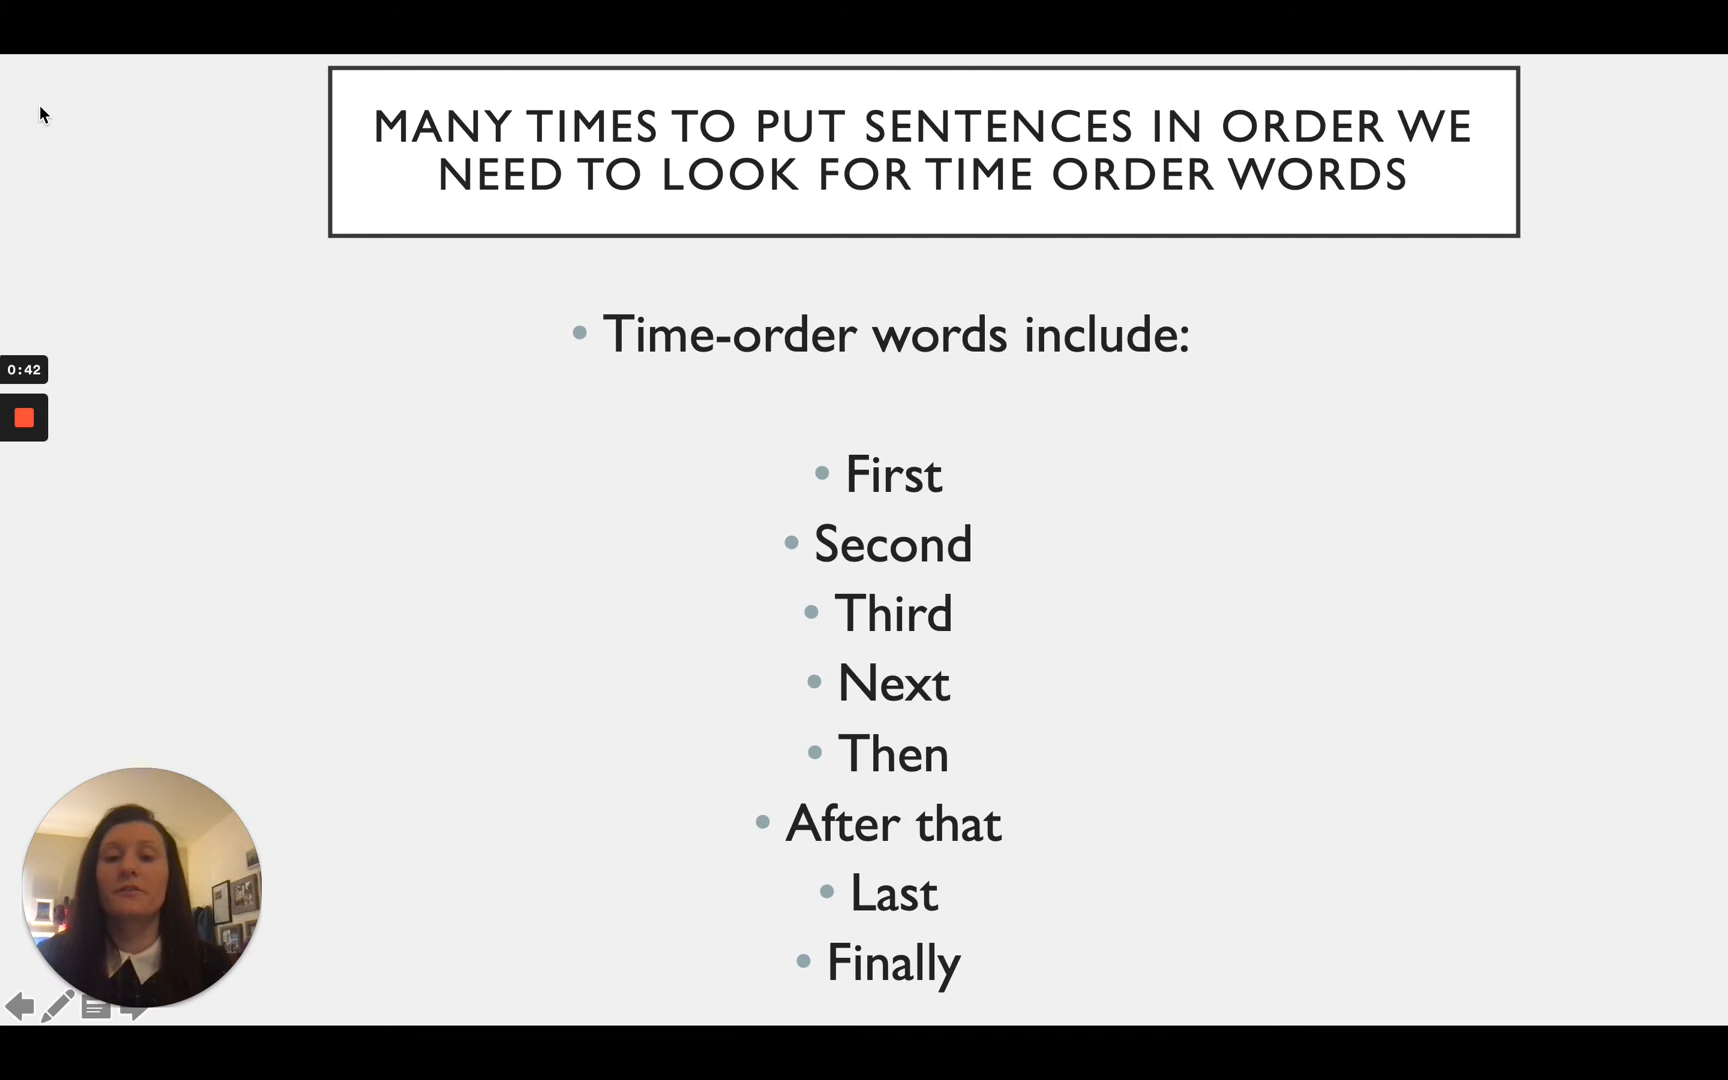 MANY TIMES TO PUT SENTENCES IN ORDER WE
NEED TO LOOK FOR TIME ORDER WORDS
• Time-order words include:
0:42
• First
• Second
• Third
• Next
• Then
• After that
• Last
• Finally